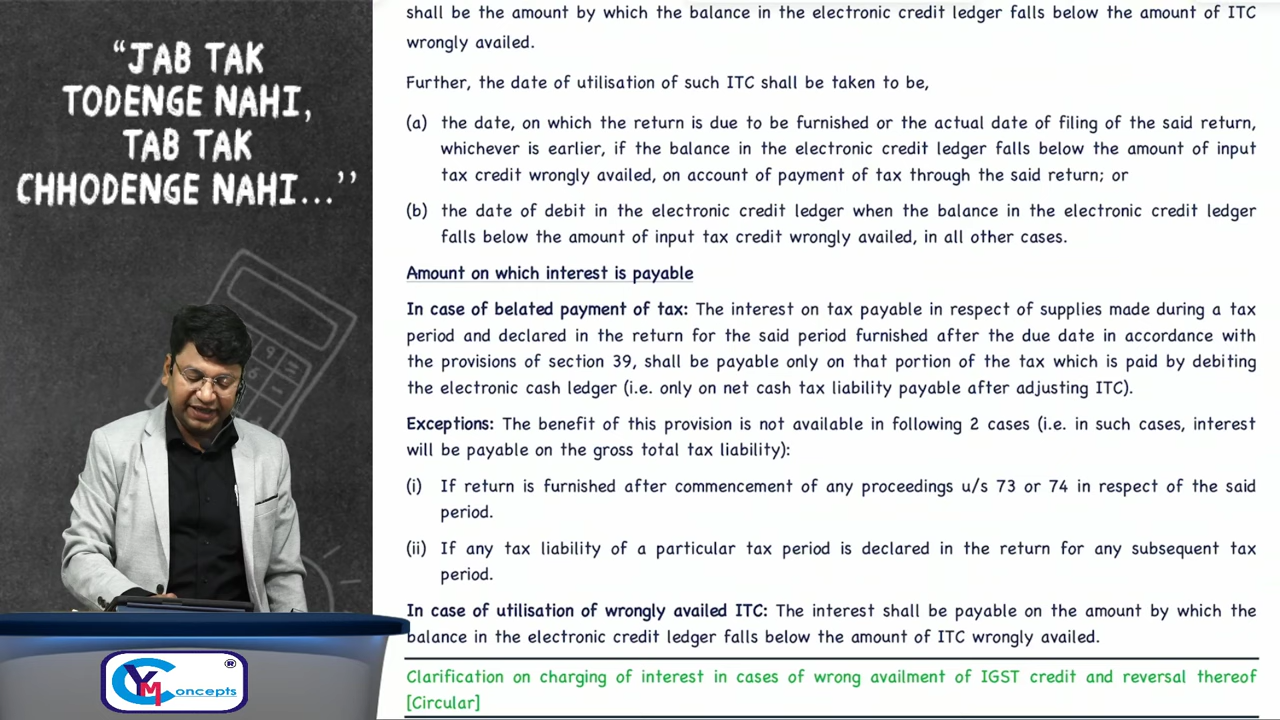 “JAB TAK
TODENGE NAHI,
TAB TAK
CHHODENGE NAHI...’’
shall be the amount by which the balance in the electronic credit ledger falls below the amount of ITC
wrongly availed.
Further, the date of utilisation of such ITC shall be taken to be,
(a) the date, on which the return is due to be furnished or the actual date of filing of the said return,
whichever is earlier, if the balance in the electronic credit ledger falls below the amount of input
tax credit wrongly availed, on account of payment of tax through the said return; or
(b) the date of debit in the electronic credit ledger when the balance in the electronic credit ledger
falls below the amount of input tax credit wrongly availed, in all other cases.
Amount on which interest is payable
In case of belated payment of tax: The interest on tax payable in respect of supplies made during a tax
period and declared in the return for the said period furnished after the due date in accordance with
the provisions of section 39, shall be payable only on that portion of the tax which is paid by debiting
the electronic cash ledger (i.e. only on net cash tax liability payable after adjusting ITC).
Exceptions: The benefit of this provision is not available in following 2 cases (i.e. in such cases, interest
will be payable on the gross total tax liability):
(i) If return is furnished after commencement of any proceedings u/s 73 or 74 in respect of the said
period.
(ii) If any tax liability of a particular tax period is declared in the return for any subsequent tax
period.
In case of utilisation of wrongly availed ITC: The interest shall be payable on the amount by which the
balance in the electronic credit ledger falls below the amount of ITC wrongly availed.
Clarification on charging of interest in cases of wrong availment of IGST credit and reversal thereof
[Circular]
YM Concepts ®